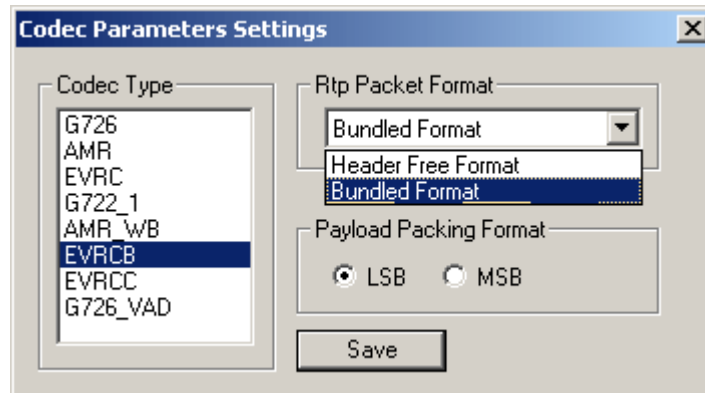 Codec Parameters Settings
Codec Type
G726
AMR
EVRC
G722_1
AMR_WB
EVRCB
EVRCC
G726_VAD
Rtp Packet Format
Bundled Format
Header Free Format
Bundled Format
Payload Packing Format
LSB MSB
Save